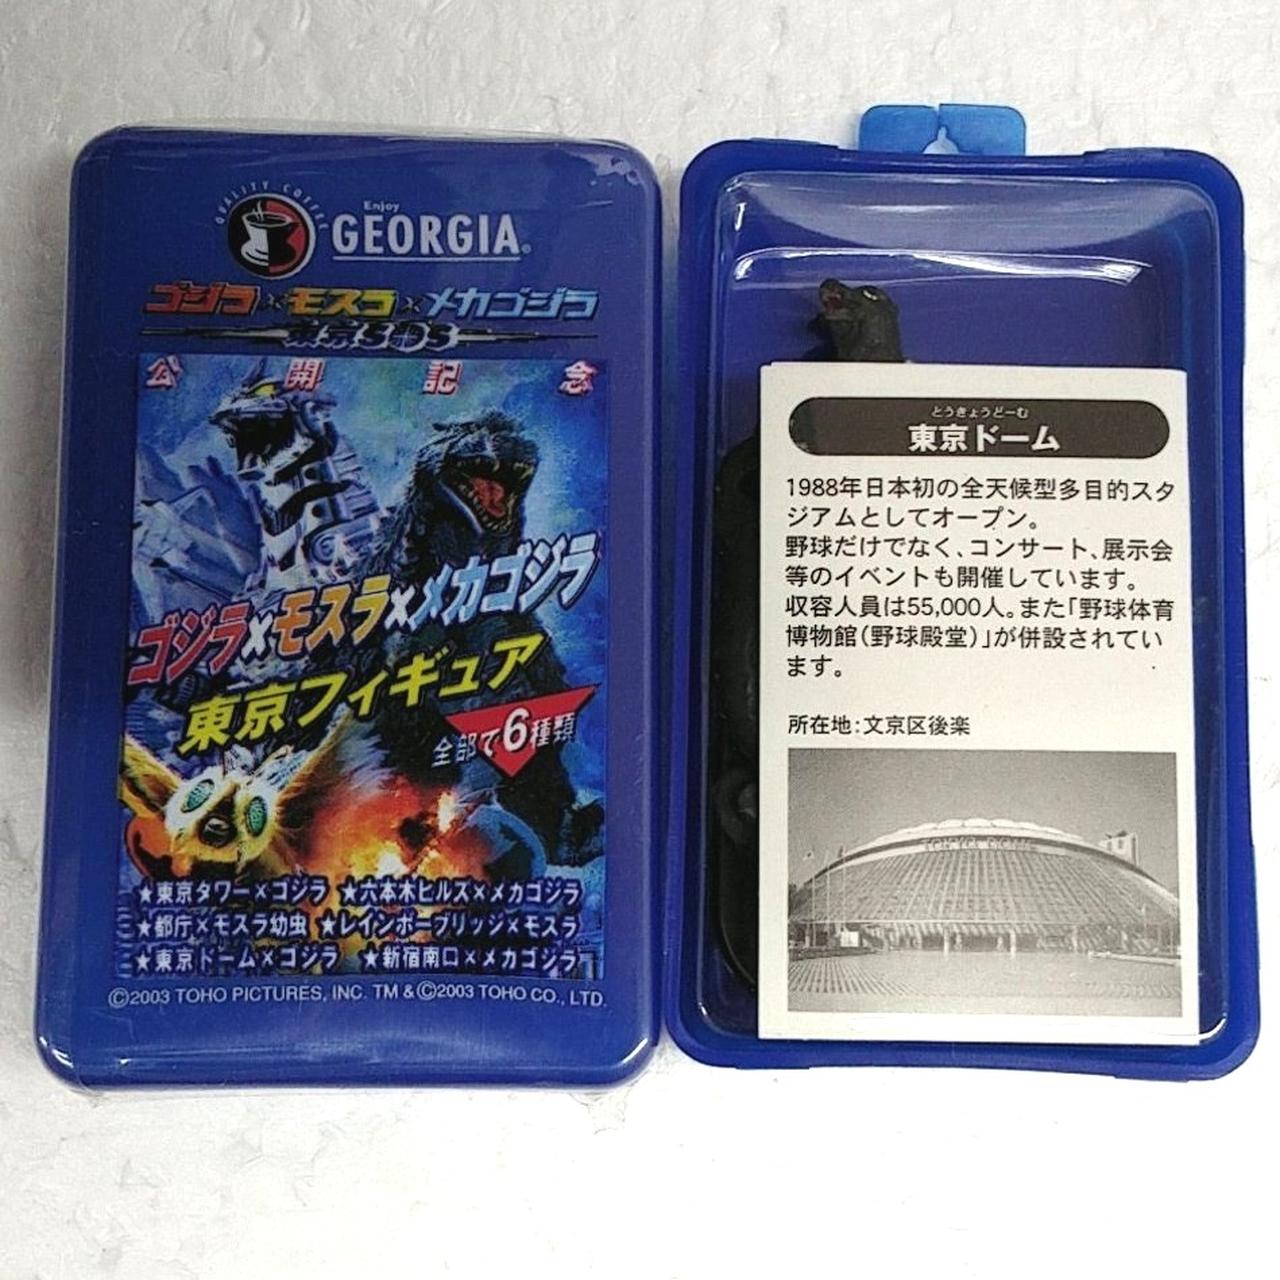 QUALITY COFFEE
Enjoy
GEORGIA®
ゴジラ×モスラ×メカゴジラ
東京SOS
公開記念
ゴジラ×モスラ×メカゴジラ
東京フィギュア
全部で6種類
★東京タワー×ゴジラ ★六本木ヒルズ×メカゴジラ
★都庁×モスラ幼虫 ★レインボーブリッジ×モスラ
★東京ドーム×ゴジラ ★新宿南口×メカゴジラ
©2003 TOHO PICTURES, INC. TM & ©2003 TOHO CO., LTD.
とうきょうどーむ
東京ドーム
1988年日本初の全天候型多目的スタ
ジアムとしてオープン。
野球だけでなく、コンサート、展示会
等のイベントも開催しています。
収容人員は55,000人。また「野球体育
博物館(野球殿堂)」が併設されてい
ます。
所在地:文京区後楽
TOKYO DOME